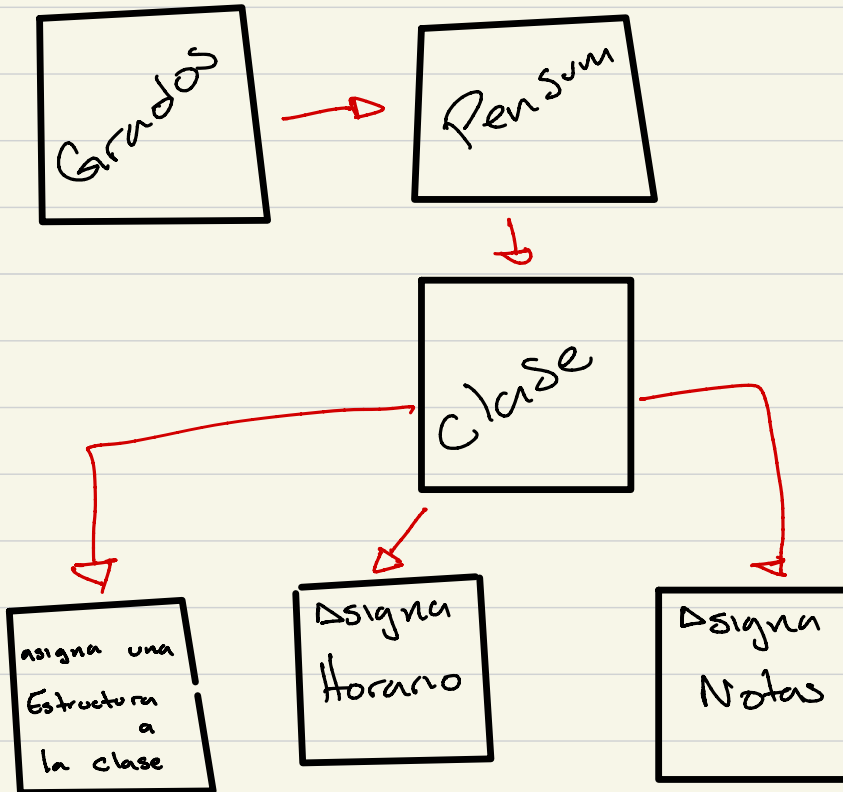 Grados
Pensum
Clase
asigna una
Estructura
a
la clase
Asigna
Horario
Asigna
Notas